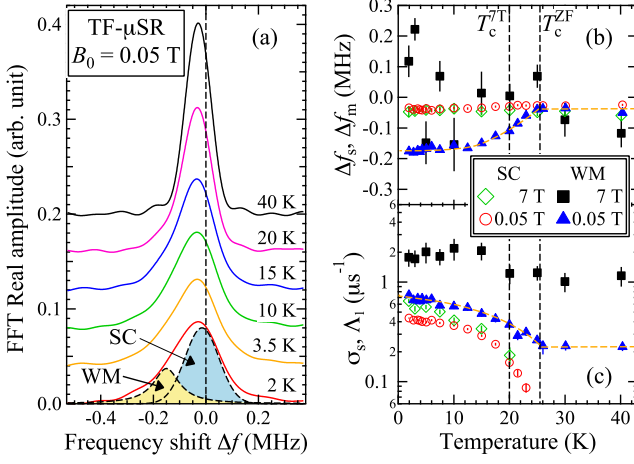 TF-μSR
B₀ = 0.05 T
(a)
FFT Real amplitude (arb. unit)
0.4
0.3
0.2
0.1
0.0
40 K
20 K
15 K
10 K
3.5 K
2 K
SC
WM
-0.4
-0.2
0.0
0.2
Frequency shift Δf (MHz)
T_c^7T
T_c^ZF
(b)
Δf_s, Δf_m (MHz)
0.3
0.2
0.1
0.0
-0.1
-0.2
-0.3
SC WM
7 T 7 T
0.05 T 0.05 T
σ_s, Λ₁ (μs⁻¹)
6
4
2
1
6
4
2
0.1
(c)
0 10 20 30 40
Temperature (K)